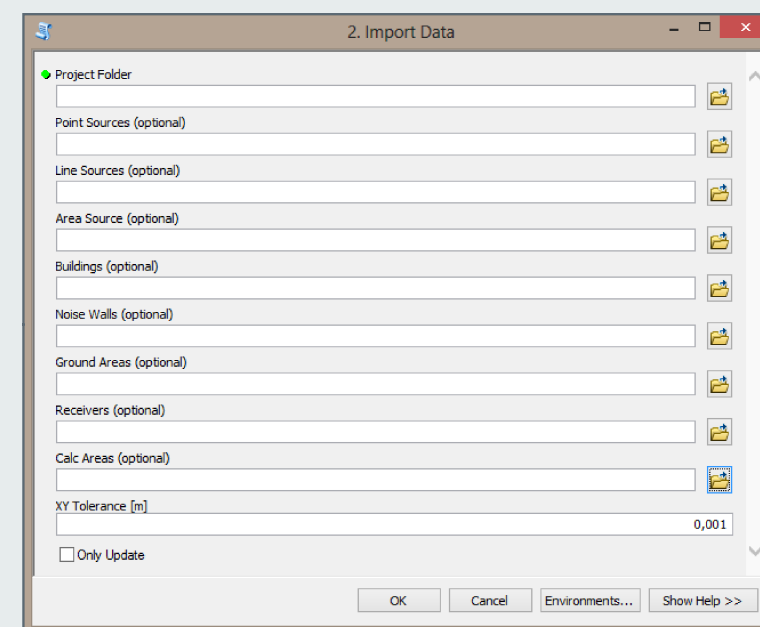 2. Import Data
Project Folder
Point Sources (optional)
Line Sources (optional)
Area Source (optional)
Buildings (optional)
Noise Walls (optional)
Ground Areas (optional)
Receivers (optional)
Calc Areas (optional)
XY Tolerance [m]
0,001
Only Update
OK Cancel Environments... Show Help >>